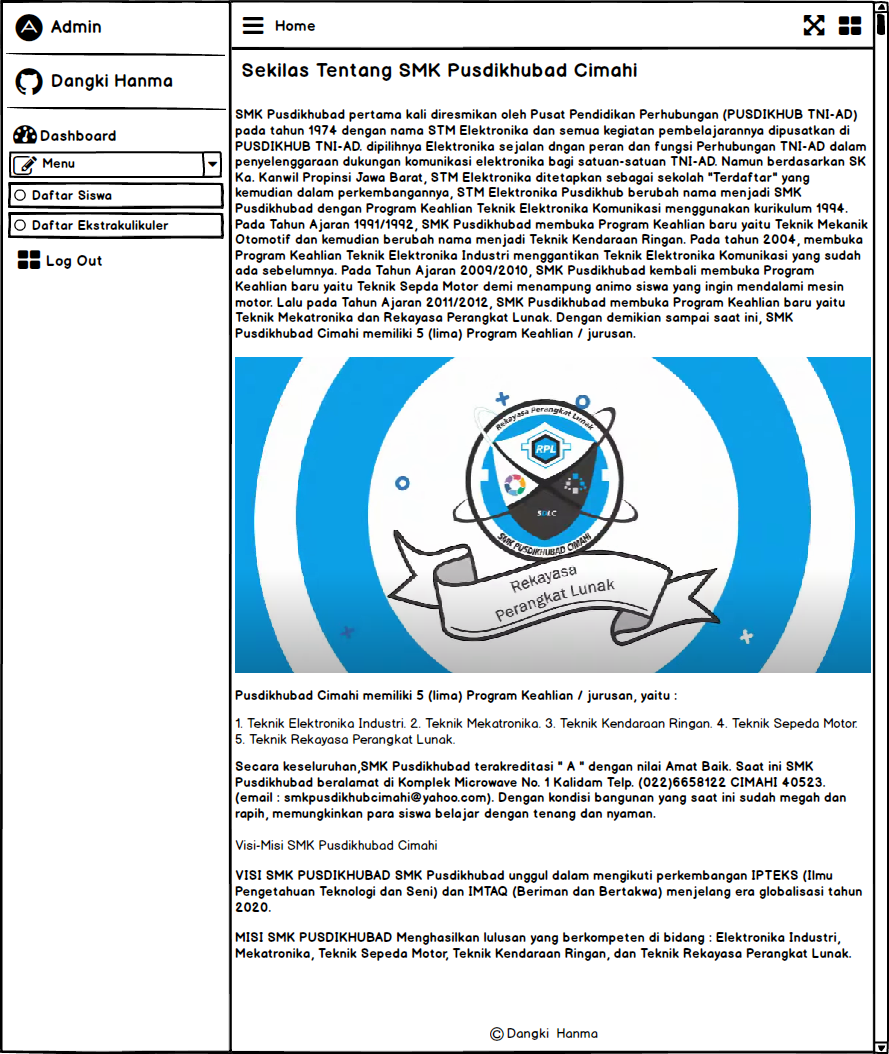 Admin
Home
Dangki Hanma
Dashboard
Menu
Daftar Siswa
Daftar Ekstrakulikuler
Log Out
Sekilas Tentang SMK Pusdikhubad Cimahi
SMK Pusdikhubad pertama kali diresmikan oleh Pusat Pendidikan Perhubungan (PUSDIKHUB TNI-AD)
pada tahun 1974 dengan nama STM Elektronika dan semua kegiatan pembelajarannya dipusatkan di
PUSDIKHUB TNI-AD. dipilihnya Elektronika sejalan dngan peran dan fungsi Perhubungan TNI-AD dalam
penyelenggaraan dukungan komunikasi elektronika bagi satuan-satuan TNI-AD. Namun berdasarkan SK
Ka. Kanwil Propinsi Jawa Barat, STM Elektronika ditetapkan sebagai sekolah "Terdaftar" yang
kemudian dalam perkembangannya, STM Elektronika Pusdikhub berubah nama menjadi SMK
Pusdikhubad dengan Program Keahlian Teknik Elektronika Komunikasi menggunakan kurikulum 1994.
Pada Tahun Ajaran 1991/1992, SMK Pusdikhubad membuka Program Keahlian baru yaitu Teknik Mekanik
Otomotif dan kemudian berubah nama menjadi Teknik Kendaraan Ringan. Pada tahun 2004, membuka
Program Keahlian Teknik Elektronika Industri menggantikan Teknik Elektronika Komunikasi yang sudah
ada sebelumnya. Pada Tahun Ajaran 2009/2010, SMK Pusdikhubad kembali membuka Program
Keahlian baru yaitu Teknik Sepda Motor demi menampung animo siswa yang ingin mendalami mesin
motor. Lalu pada Tahun Ajaran 2011/2012, SMK Pusdikhubad membuka Program Keahlian baru yaitu
Teknik Mekatronika dan Rekayasa Perangkat Lunak. Dengan demikian sampai saat ini, SMK
Pusdikhubad Cimahi memiliki 5 (lima) Program Keahlian / jurusan.
Rekayasa Perangkat Lunak
RPL
SMK PUSDIKHUBAD CIMAHI
Rekayasa
Perangkat Lunak
Pusdikhubad Cimahi memiliki 5 (lima) Program Keahlian / jurusan, yaitu :
1. Teknik Elektronika Industri. 2. Teknik Mekatronika. 3. Teknik Kendaraan Ringan. 4. Teknik Sepeda Motor.
5. Teknik Rekayasa Perangkat Lunak.
Secara keseluruhan,SMK Pusdikhubad terakreditasi " A " dengan nilai Amat Baik. Saat ini SMK
Pusdikhubad beralamat di Komplek Microwave No. 1 Kalidam Telp. (022)6658122 CIMAHI 40523.
(email : smkpusdikhubcimahi@yahoo.com). Dengan kondisi bangunan yang saat ini sudah megah dan
rapih, memungkinkan para siswa belajar dengan tenang dan nyaman.
Visi-Misi SMK Pusdikhubad Cimahi
VISI SMK PUSDIKHUBAD SMK Pusdikhubad unggul dalam mengikuti perkembangan IPTEKS (Ilmu
Pengetahuan Teknologi dan Seni) dan IMTAQ (Beriman dan Bertakwa) menjelang era globalisasi tahun
2020.
MISI SMK PUSDIKHUBAD Menghasilkan lulusan yang berkompeten di bidang : Elektronika Industri,
Mekatronika, Teknik Sepeda Motor, Teknik Kendaraan Ringan, dan Teknik Rekayasa Perangkat Lunak.
© Dangki Hanma